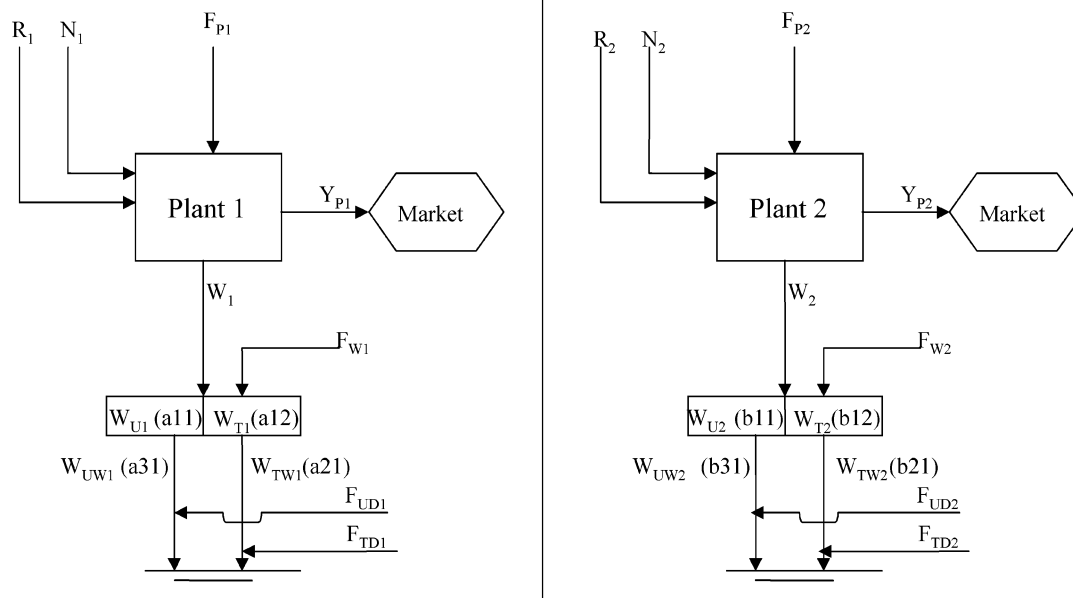 R1 N1 FP1
Plant 1
YP1
Market
W1
FW1
WU1 (a11) WT1(a12)
WUW1 (a31) WTW1(a21)
FUD1
FTD1
R2 N2 FP2
Plant 2
YP2
Market
W2
FW2
WU2 (b11) WT2(b12)
WUW2 (b31) WTW2(b21)
FUD2
FTD2